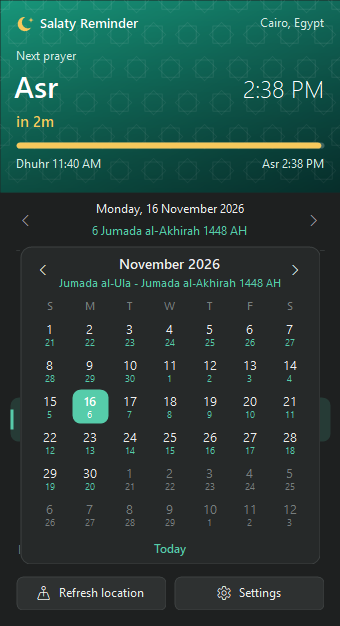 Salaty Reminder Cairo, Egypt
Next prayer
Asr 2:38 PM
in 2m
Dhuhr 11:40 AM Asr 2:38 PM
Monday, 16 November 2026
6 Jumada al-Akhirah 1448 AH
November 2026
Jumada al-Ula - Jumada al-Akhirah 1448 AH
S M T W T F S
1 2 3 4 5 6 7
21 22 23 24 25 26 27
8 9 10 11 12 13 14
28 29 30 1 2 3 4
15 16 17 18 19 20 21
5 6 7 8 9 10 11
22 23 24 25 26 27 28
12 13 14 15 16 17 18
29 30 1 2 3 4 5
19 20 21 22 23 24 25
6 7 8 9 10 11 12
26 27 28 29 1 2 3
Today
Refresh location Settings